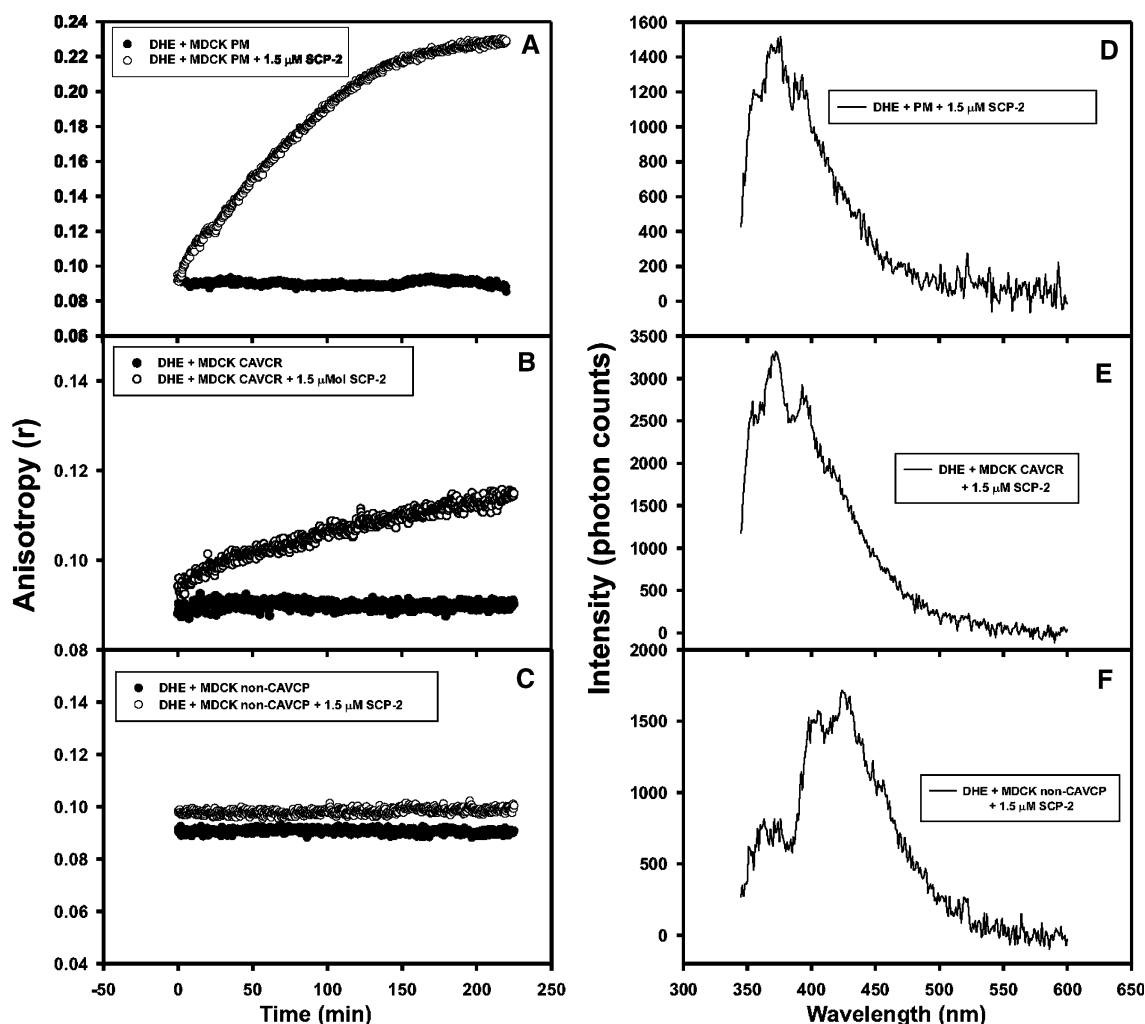 Anisotropy (r)
0.24
0.22
0.20
0.18
0.16
0.14
0.12
0.10
0.08
0.06
DHE + MDCK PM
DHE + MDCK PM + 1.5 μM SCP-2
A
0.14
0.12
0.10
0.08
DHE + MDCK CAVCR
DHE + MDCK CAVCR + 1.5 μMol SCP-2
B
0.14
0.12
0.10
0.08
0.06
0.04
DHE + MDCK non-CAVCP
DHE + MDCK non-CAVCP + 1.5 μM SCP-2
C
-50 0 50 100 150 200 250
Time (min)
Intensity (photon counts)
1600
1400
1200
1000
800
600
400
200
0
DHE + PM + 1.5 μM SCP-2
D
3500
3000
2500
2000
1500
1000
500
0
DHE + MDCK CAVCR
+ 1.5 μM SCP-2
E
2000
1500
1000
500
0
DHE + MDCK non-CAVCP
+ 1.5 μM SCP-2
F
300 350 400 450 500 550 600 650
Wavelength (nm)